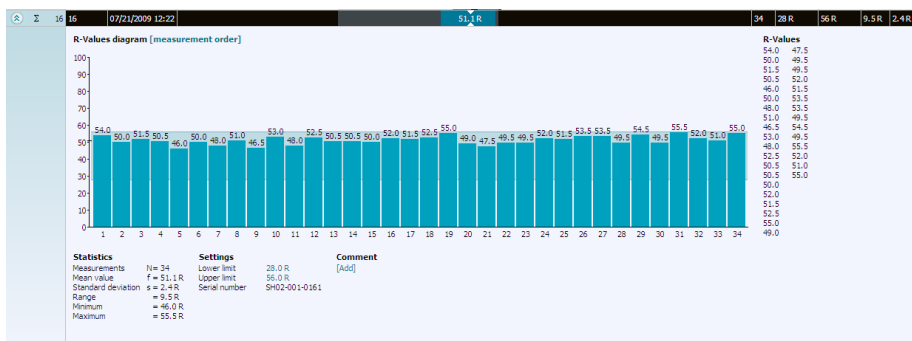 Σ 16 16 07/21/2009 12:22 51.1 R 34 28 R 56 R 9.5 R 2.4 R
R-Values diagram [measurement order]
100
90
80
70
60
50
40
30
20
10
0
54.0 50.0 51.5 50.5 46.0 50.0 48.0 51.0 46.5 53.0 48.0 52.5 50.5 50.5 50.0 52.0 51.5 52.5 55.0 49.0 47.5 49.5 49.5 52.0 51.5 53.5 53.5 49.5 54.5 49.5 55.5 52.0 51.0 55.0
1 2 3 4 5 6 7 8 9 10 11 12 13 14 15 16 17 18 19 20 21 22 23 24 25 26 27 28 29 30 31 32 33 34
R-Values
54.0 47.5
50.0 49.5
51.5 49.5
50.5 52.0
46.0 51.5
50.0 53.5
48.0 53.5
51.0 49.5
46.5 54.5
53.0 49.5
48.0 55.5
52.5 52.0
50.5 51.0
50.5 55.0
50.0
52.0
51.5
52.5
55.0
49.0
Statistics
Measurements N= 34
Mean value f = 51.1 R
Standard deviation s = 2.4 R
Range = 9.5 R
Minimum = 46.0 R
Maximum = 55.5 R
Settings
Lower limit 28.0 R
Upper limit 56.0 R
Serial number SH02-001-0161
Comment
[Add]